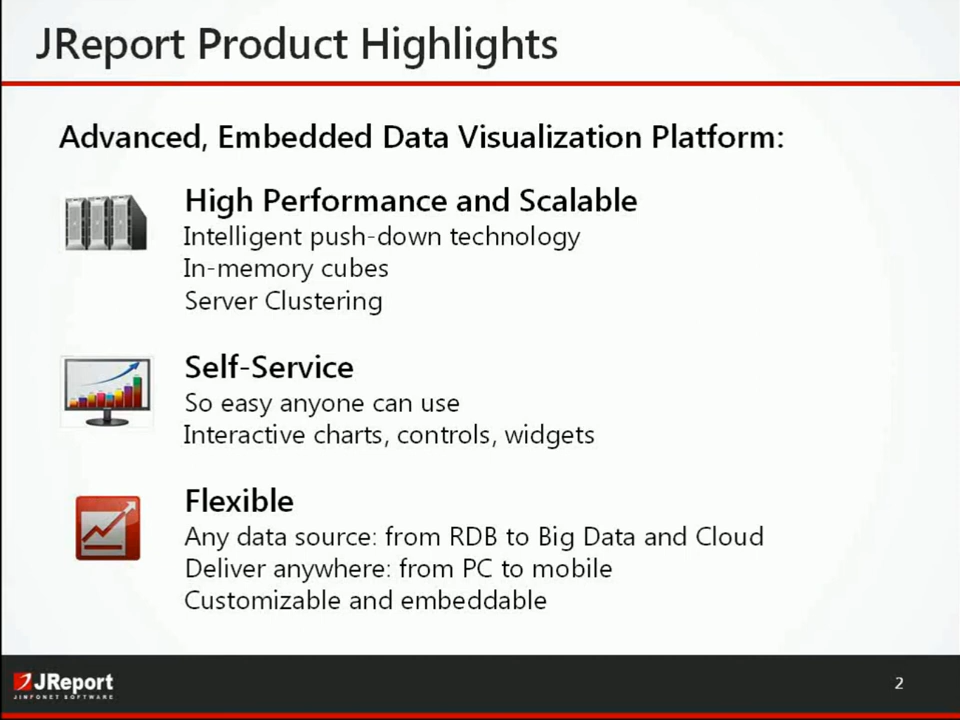 JReport Product Highlights
Advanced, Embedded Data Visualization Platform:
High Performance and Scalable
Intelligent push-down technology
In-memory cubes
Server Clustering
Self-Service
So easy anyone can use
Interactive charts, controls, widgets
Flexible
Any data source: from RDB to Big Data and Cloud
Deliver anywhere: from PC to mobile
Customizable and embeddable
JReport
JINFONET SOFTWARE
2